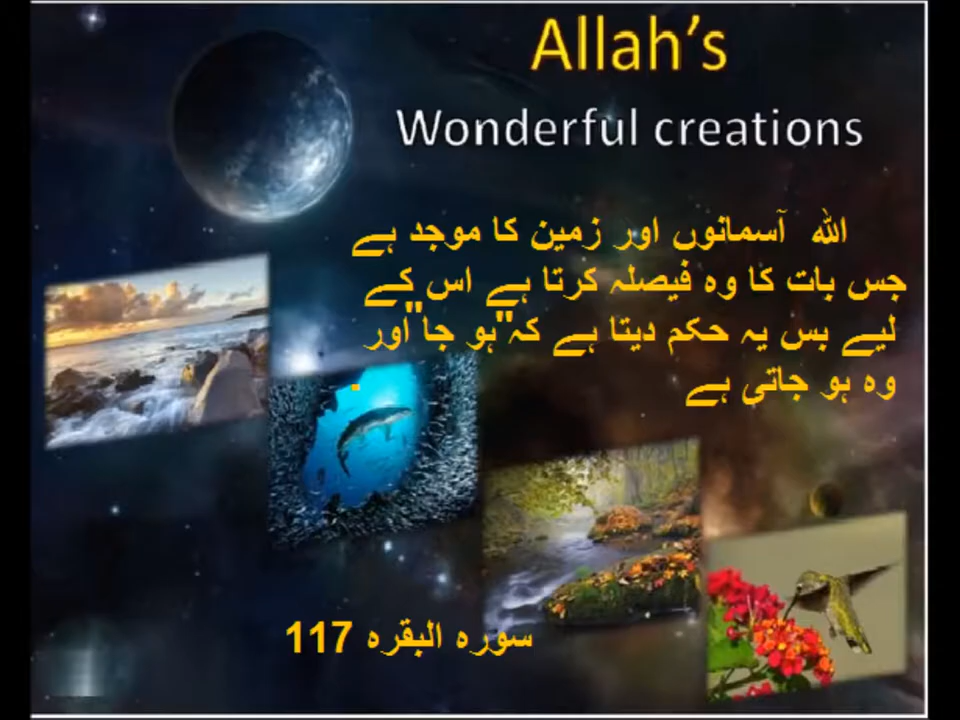 Allah's
Wonderful creations
اللہ آسمانوں اور زمین کا موجد ہے
جس بات کا وہ فیصلہ کرتا ہے اس کے
لیے بس یہ حکم دیتا ہے کہ"ہو جا"اور
وہ ہو جاتی ہے .
سورہ البقرہ 117